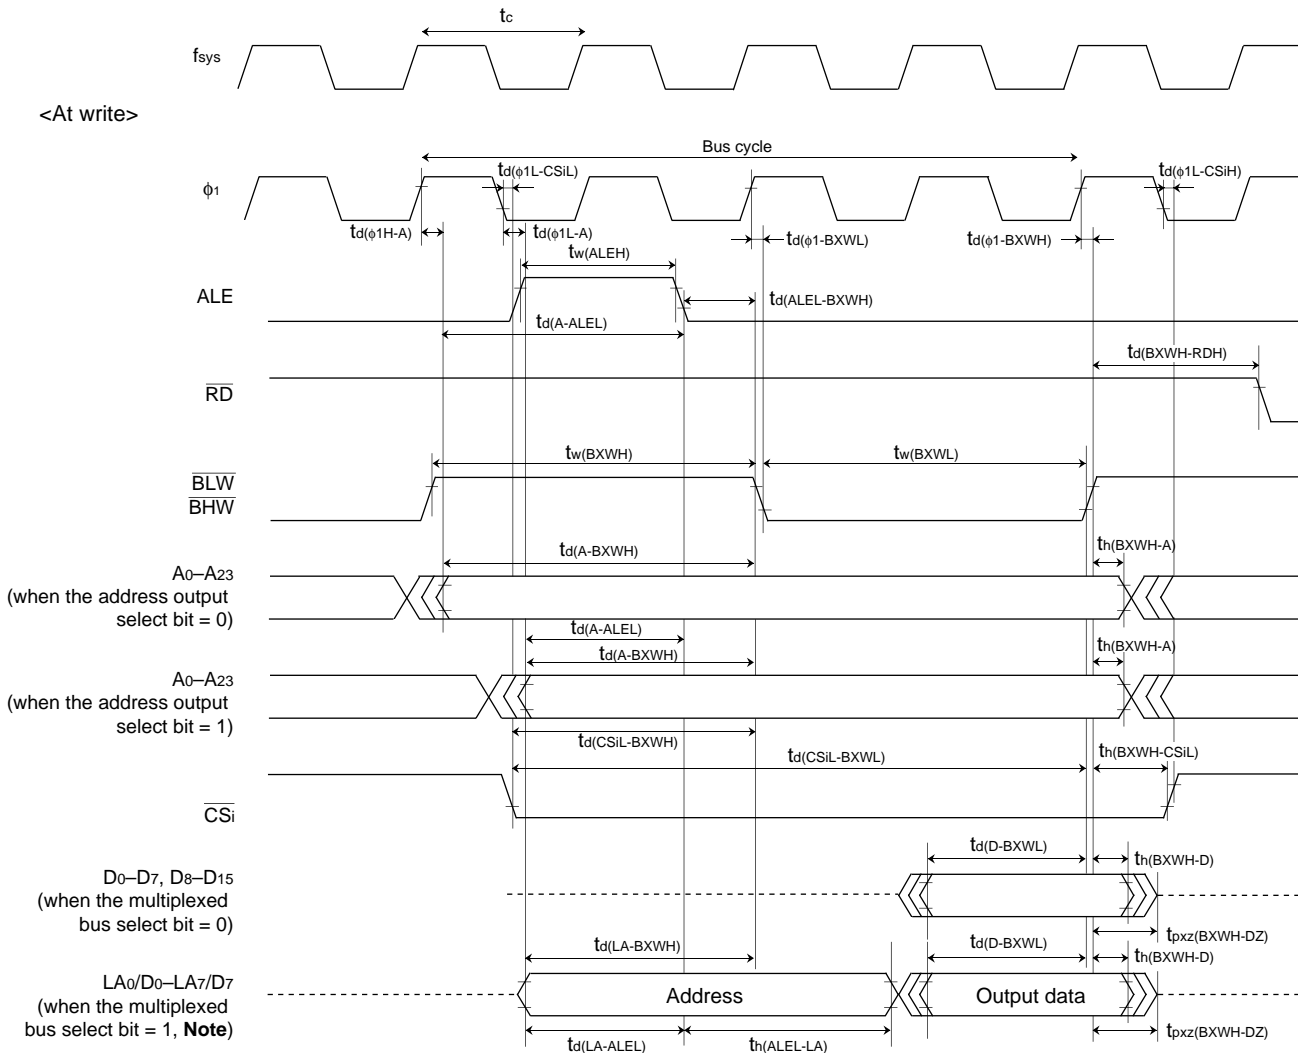 tc
fsys
<At write>
Bus cycle
td(ϕ1L-CSiL)
td(ϕ1L-CSiH)
ϕ1
td(ϕ1H-A)
td(ϕ1L-A)
td(ϕ1-BXWL)
td(ϕ1-BXWH)
tw(ALEH)
ALE
td(ALEL-BXWH)
td(A-ALEL)
td(BXWH-RDH)
RD
tw(BXWH)
tw(BXWL)
BLW
BHW
td(A-BXWH)
th(BXWH-A)
A0–A23
(when the address output
select bit = 0)
td(A-ALEL)
td(A-BXWH)
th(BXWH-A)
A0–A23
(when the address output
select bit = 1)
td(CSiL-BXWH)
td(CSiL-BXWL)
th(BXWH-CSiL)
CSi
td(D-BXWL)
th(BXWH-D)
D0–D7, D8–D15
(when the multiplexed
bus select bit = 0)
tpxz(BXWH-DZ)
td(LA-BXWH)
td(D-BXWL)
th(BXWH-D)
LA0/D0–LA7/D7
(when the multiplexed
bus select bit = 1, Note)
Address
Output data
tpxz(BXWH-DZ)
td(LA-ALEL)
th(ALEL-LA)